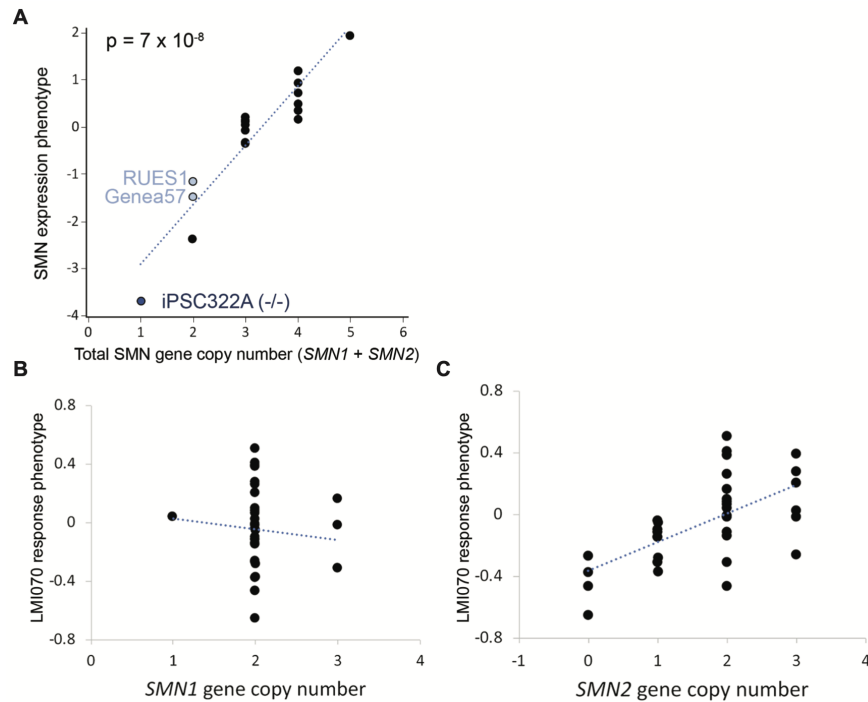 A
p = 7 x 10-8
SMN expression phenotype
2
1
0
-1
-2
-3
-4
RUES1
Genea57
iPSC322A (-/-)
0 1 2 3 4 5 6
Total SMN gene copy number (SMN1 + SMN2)
B
LMI070 response phenotype
0.8
0.4
0
-0.4
-0.8
0 1 2 3 4
SMN1 gene copy number
C
LMI070 response phenotype
0.8
0.4
0
-0.4
-0.8
-1 0 1 2 3 4
SMN2 gene copy number